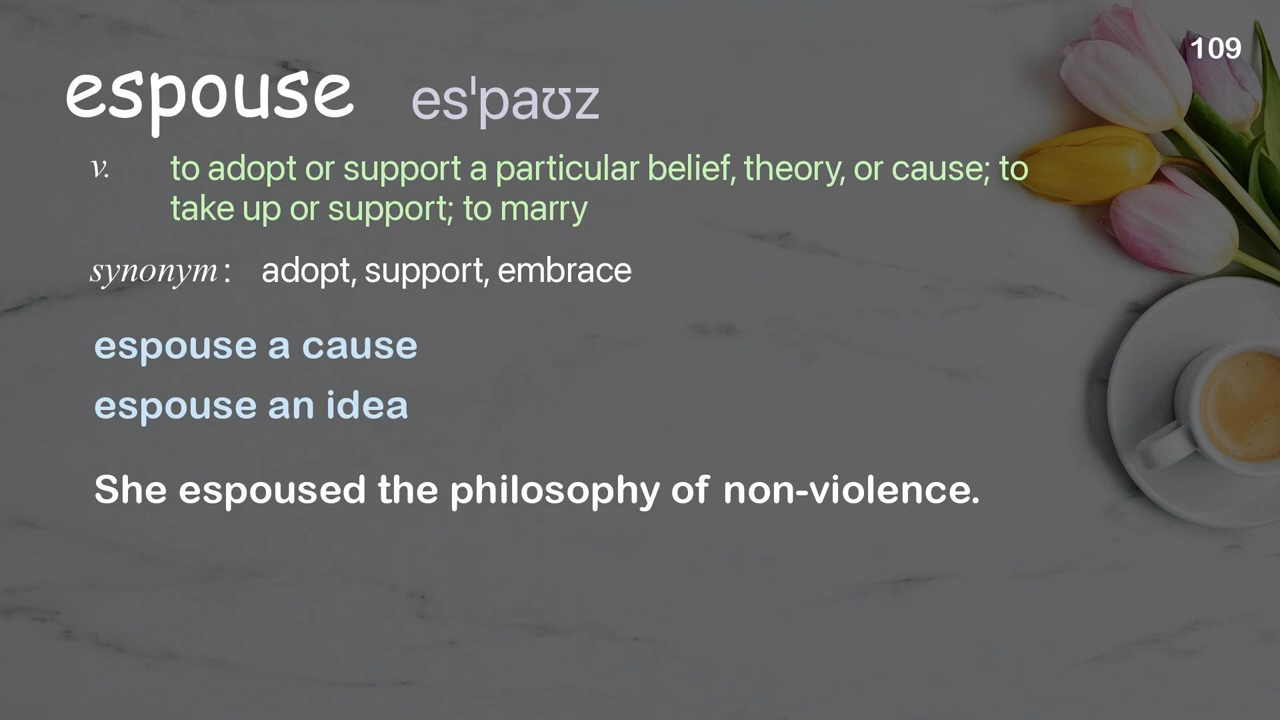 109
espouse es'paʊz
v. to adopt or support a particular belief, theory, or cause; to
take up or support; to marry
synonym : adopt, support, embrace
espouse a cause
espouse an idea
She espoused the philosophy of non-violence.